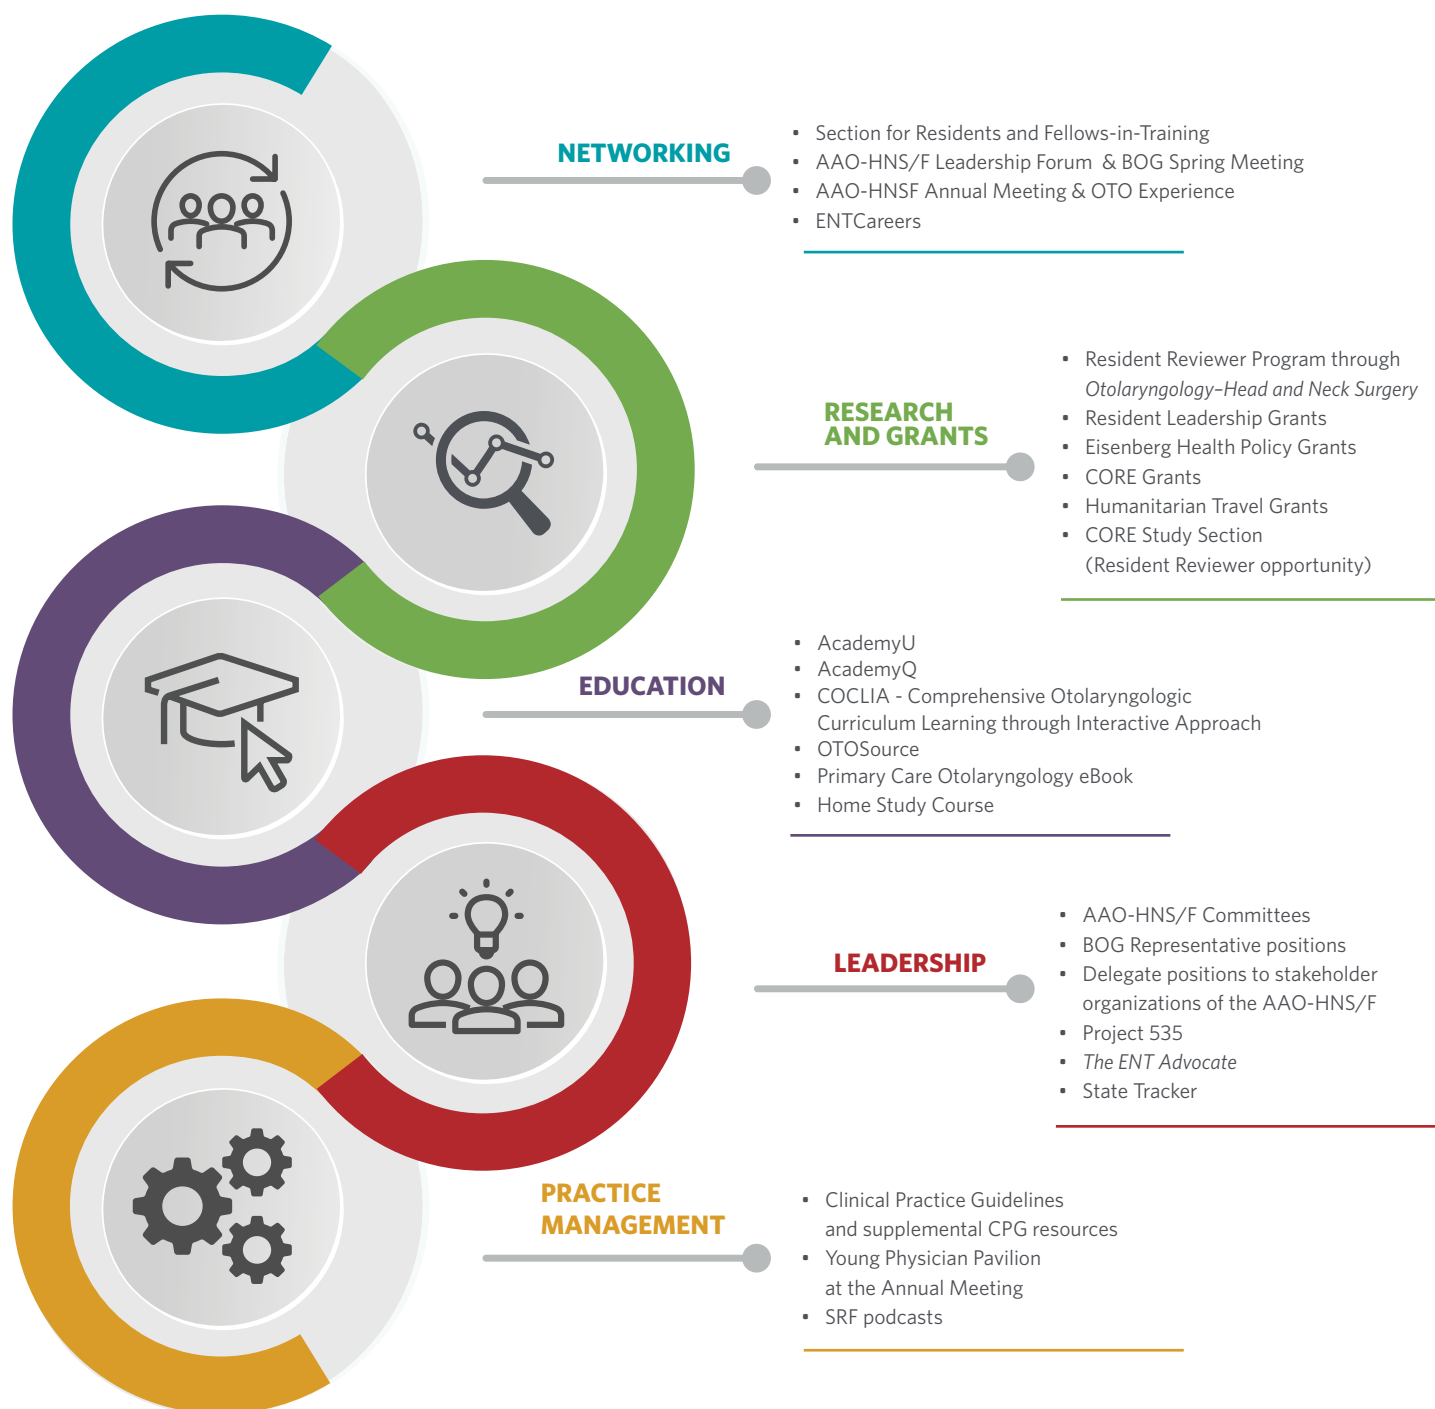 NETWORKING
• Section for Residents and Fellows-in-Training
• AAO-HNS/F Leadership Forum & BOG Spring Meeting
• AAO-HNSF Annual Meeting & OTO Experience
• ENTCareers
RESEARCH
AND GRANTS
• Resident Reviewer Program through
Otolaryngology–Head and Neck Surgery
• Resident Leadership Grants
• Eisenberg Health Policy Grants
• CORE Grants
• Humanitarian Travel Grants
• CORE Study Section
(Resident Reviewer opportunity)
EDUCATION
• AcademyU
• AcademyQ
• COCLIA - Comprehensive Otolaryngologic
Curriculum Learning through Interactive Approach
• OTOSource
• Primary Care Otolaryngology eBook
• Home Study Course
LEADERSHIP
• AAO-HNS/F Committees
• BOG Representative positions
• Delegate positions to stakeholder
organizations of the AAO-HNS/F
• Project 535
• The ENT Advocate
• State Tracker
PRACTICE
MANAGEMENT
• Clinical Practice Guidelines
and supplemental CPG resources
• Young Physician Pavilion
at the Annual Meeting
• SRF podcasts